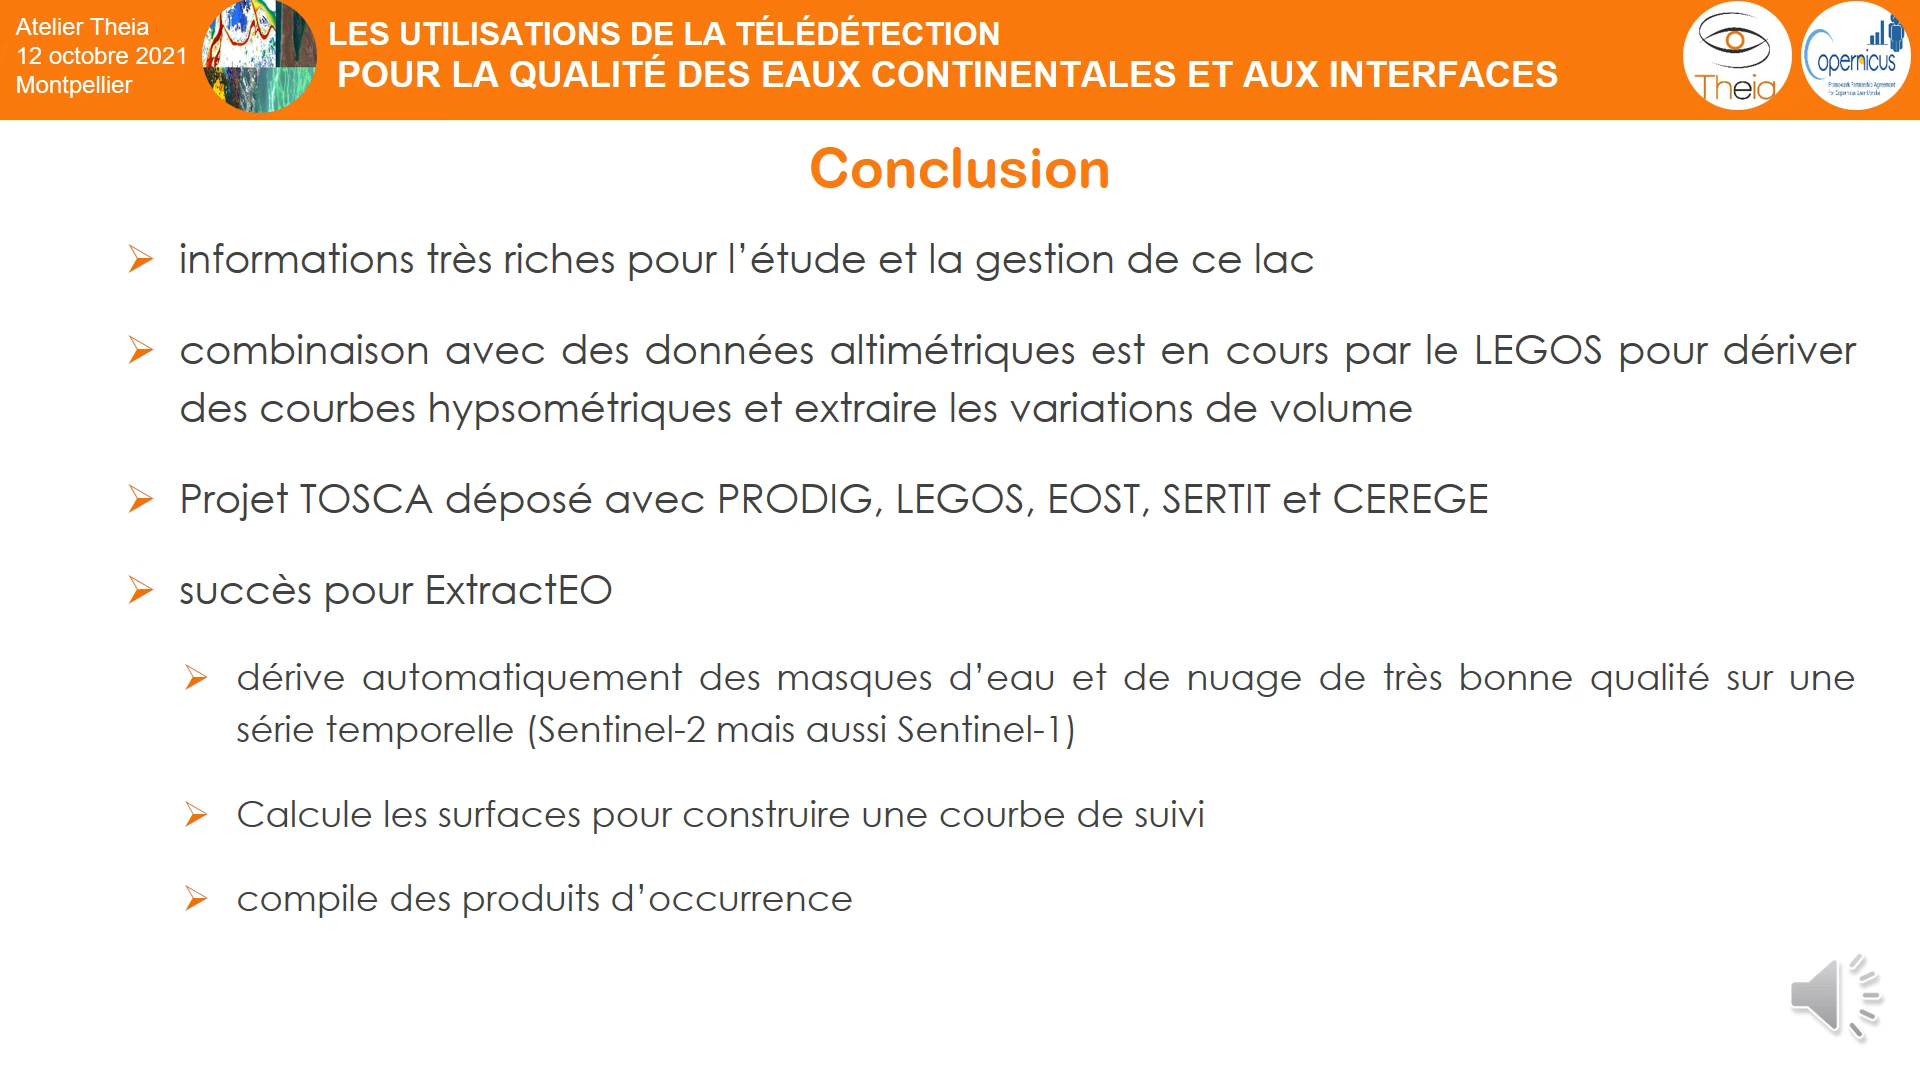 Atelier Theia
12 octobre 2021
Montpellier
LES UTILISATIONS DE LA TÉLÉDÉTECTION
POUR LA QUALITÉ DES EAUX CONTINENTALES ET AUX INTERFACES
Theia
opernicus
Conclusion
informations très riches pour l’étude et la gestion de ce lac
combinaison avec des données altimétriques est en cours par le LEGOS pour dériver
des courbes hypsométriques et extraire les variations de volume
Projet TOSCA déposé avec PRODIG, LEGOS, EOST, SERTIT et CEREGE
succès pour ExtractEO
dérive automatiquement des masques d’eau et de nuage de très bonne qualité sur une
série temporelle (Sentinel-2 mais aussi Sentinel-1)
Calcule les surfaces pour construire une courbe de suivi
compile des produits d’occurrence